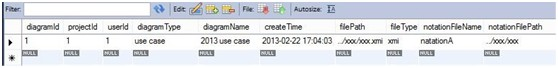 Filter: Edit: File: Autosize:
diagramId projectId userId diagramType diagramName createTime filePath fileType notationFileName notationFilePath
1 1 1 use case 2013 use case 2013-02-22 17:04:03 ../xxx/xxx.xmi xmi natationA ../xxx/xxx
NULL NULL NULL NULL NULL NULL NULL NULL NULL NULL